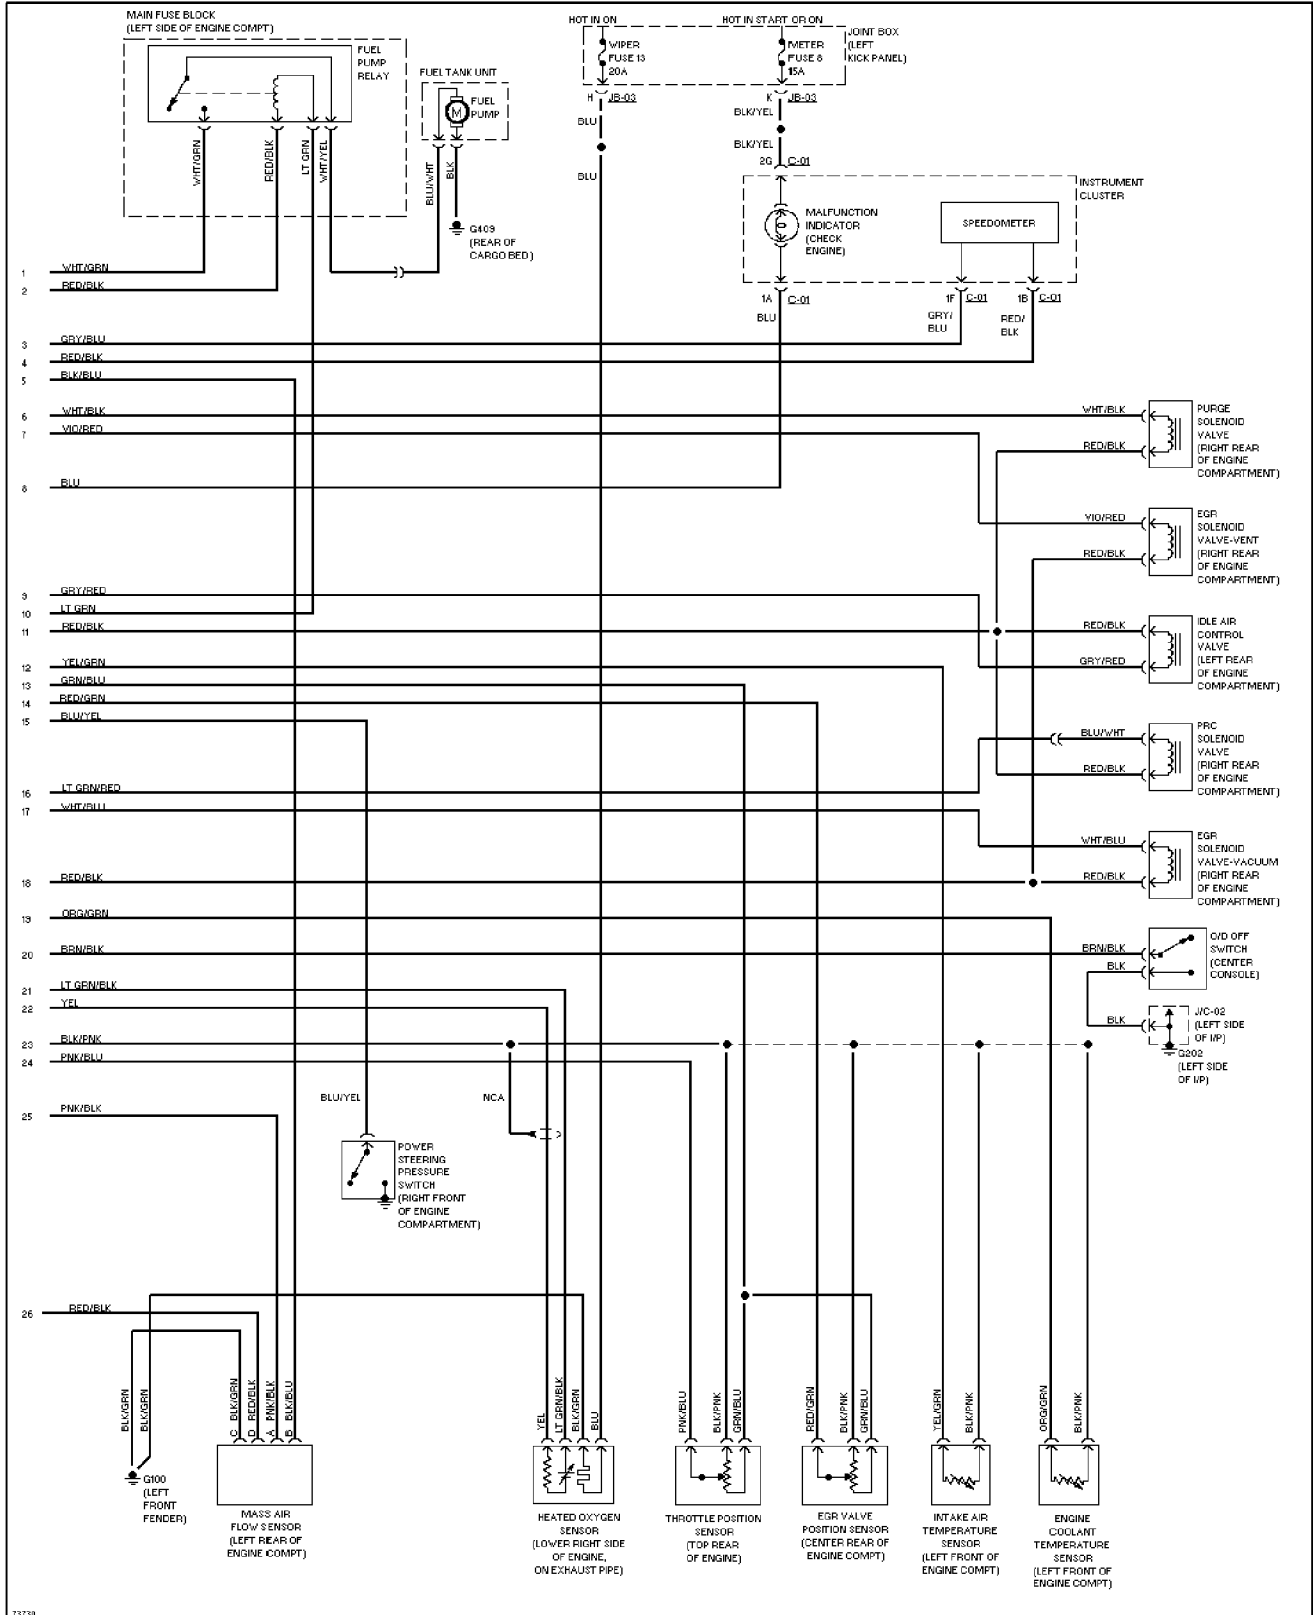 MAIN FUSE BLOCK
(LEFT SIDE OF ENGINE COMPT)
FUEL
PUMP
RELAY
WHT/GRN
RED/BLK
LT GRN
WHT/YEL
FUEL TANK UNIT
M
FUEL
PUMP
BLU/WHT
BLK
G409
(REAR OF
CARGO BED)
HOT IN ON
HOT IN START OR ON
WIPER
FUSE 13
20A
METER
FUSE 8
15A
JOINT BOX
(LEFT
KICK PANEL)
H JB-03
K JB-03
BLU
BLK/YEL
BLU
BLK/YEL
2G C-01
INSTRUMENT
CLUSTER
MALFUNCTION
INDICATOR
(CHECK
ENGINE)
SPEEDOMETER
1A C-01
1F C-01
1B C-01
BLU
GRY/
BLU
RED/
BLK
1 WHT/GRN
2 RED/BLK
3 GRY/BLU
4 RED/BLK
5 BLK/BLU
6 WHT/BLK
7 VIO/RED
8 BLU
9 GRY/RED
10 LT GRN
11 RED/BLK
12 YEL/GRN
13 GRN/BLU
14 RED/GRN
15 BLU/YEL
16 LT GRN/RED
17 WHT/BLU
18 RED/BLK
19 ORG/GRN
20 BRN/BLK
21 LT GRN/BLK
22 YEL
23 BLK/PNK
24 PNK/BLU
25 PNK/BLK
26 RED/BLK
WHT/BLK
RED/BLK
PURGE
SOLENOID
VALVE
(RIGHT REAR
OF ENGINE
COMPARTMENT)
VIO/RED
RED/BLK
EGR
SOLENOID
VALVE-VENT
(RIGHT REAR
OF ENGINE
COMPARTMENT)
RED/BLK
GRY/RED
IDLE AIR
CONTROL
VALVE
(LEFT REAR
OF ENGINE
COMPARTMENT)
BLU/WHT
RED/BLK
PRC
SOLENOID
VALVE
(RIGHT REAR
OF ENGINE
COMPARTMENT)
WHT/BLU
RED/BLK
EGR
SOLENOID
VALVE-VACUUM
(RIGHT REAR
OF ENGINE
COMPARTMENT)
BRN/BLK
BLK
O/D OFF
SWITCH
(CENTER
CONSOLE)
BLK
J/C-02
(LEFT SIDE
OF I/P)
G202
(LEFT SIDE
OF I/P)
BLU/YEL
NCA
POWER
STEERING
PRESSURE
SWITCH
(RIGHT FRONT
OF ENGINE
COMPARTMENT)
BLK/GRN
BLK/GRN
G100
(LEFT
FRONT
FENDER)
C BLK/GRN
D RED/BLK
A PNK/BLK
B BLK/BLU
MASS AIR
FLOW SENSOR
(LEFT REAR OF
ENGINE COMPT)
YEL
LT GRN/BLK
BLK/GRN
BLU
HEATED OXYGEN
SENSOR
(LOWER RIGHT SIDE
OF ENGINE,
ON EXHAUST PIPE)
PNK/BLU
BLK/PNK
GRN/BLU
THROTTLE POSITION
SENSOR
(TOP REAR
OF ENGINE)
RED/GRN
BLK/PNK
GRN/BLU
EGR VALVE
POSITION SENSOR
(CENTER REAR OF
ENGINE COMPT)
YEL/GRN
BLK/PNK
INTAKE AIR
TEMPERATURE
SENSOR
(LEFT FRONT OF
ENGINE COMPT)
ORG/GRN
BLK/PNK
ENGINE
COOLANT
TEMPERATURE
SENSOR
(LEFT FRONT OF
ENGINE COMPT)
73730